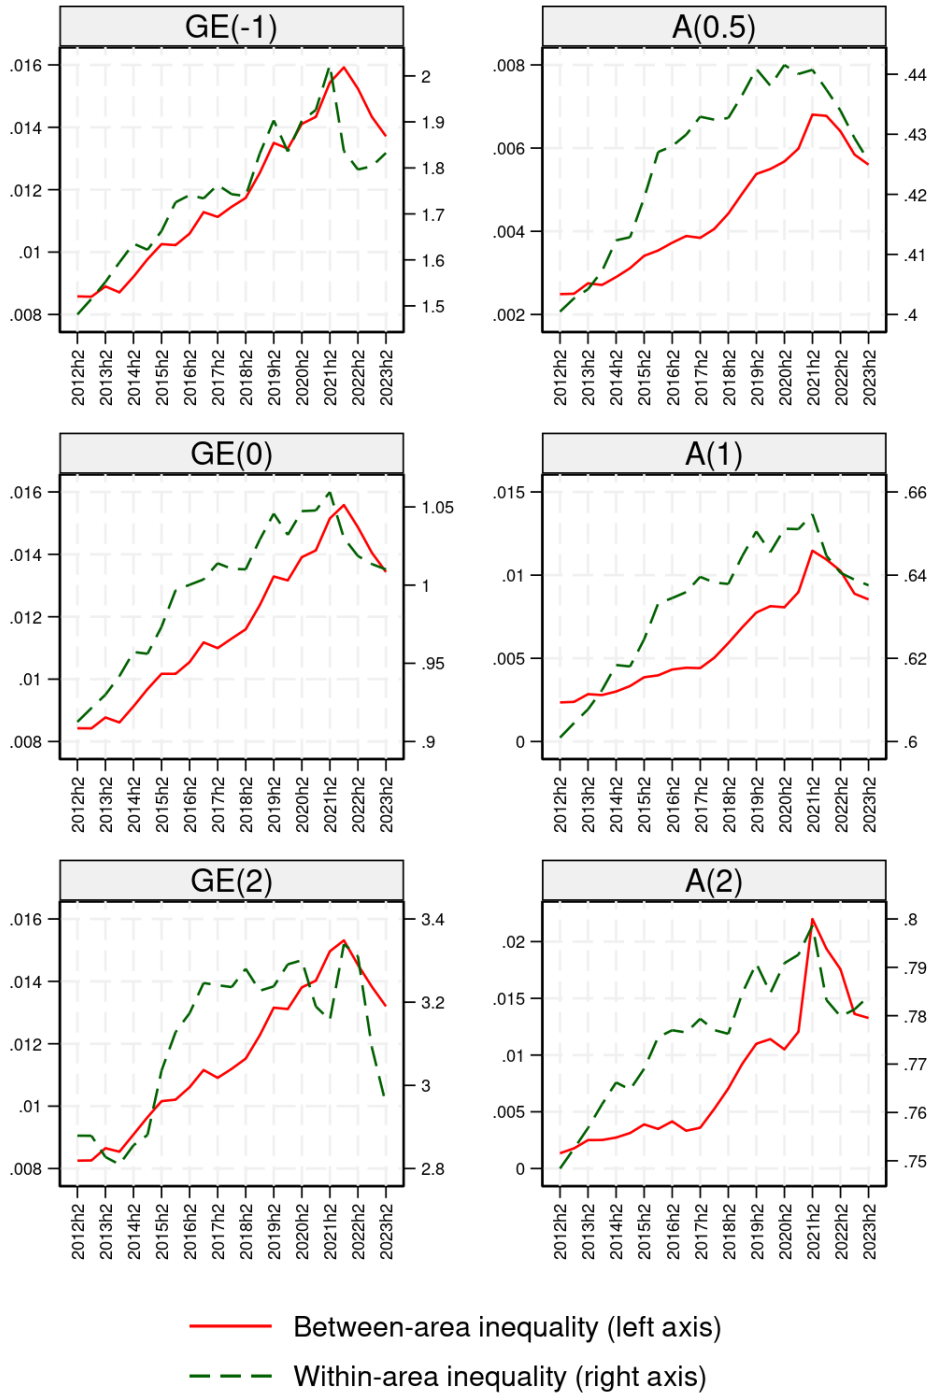 GE(-1)
A(0.5)
.016
.014
.012
.01
.008
2
1.9
1.8
1.7
1.6
1.5
2012h2
2013h2
2014h2
2015h2
2016h2
2017h2
2018h2
2019h2
2020h2
2021h2
2022h2
2023h2
.008
.006
.004
.002
.44
.43
.42
.41
.4
2012h2
2013h2
2014h2
2015h2
2016h2
2017h2
2018h2
2019h2
2020h2
2021h2
2022h2
2023h2
GE(0)
A(1)
.016
.014
.012
.01
.008
1.05
1
.95
.9
2012h2
2013h2
2014h2
2015h2
2016h2
2017h2
2018h2
2019h2
2020h2
2021h2
2022h2
2023h2
.015
.01
.005
0
.66
.64
.62
.6
2012h2
2013h2
2014h2
2015h2
2016h2
2017h2
2018h2
2019h2
2020h2
2021h2
2022h2
2023h2
GE(2)
A(2)
.016
.014
.012
.01
.008
3.4
3.2
3
2.8
2012h2
2013h2
2014h2
2015h2
2016h2
2017h2
2018h2
2019h2
2020h2
2021h2
2022h2
2023h2
.02
.015
.01
.005
0
.8
.79
.78
.77
.76
.75
2012h2
2013h2
2014h2
2015h2
2016h2
2017h2
2018h2
2019h2
2020h2
2021h2
2022h2
2023h2
Between-area inequality (left axis)
Within-area inequality (right axis)